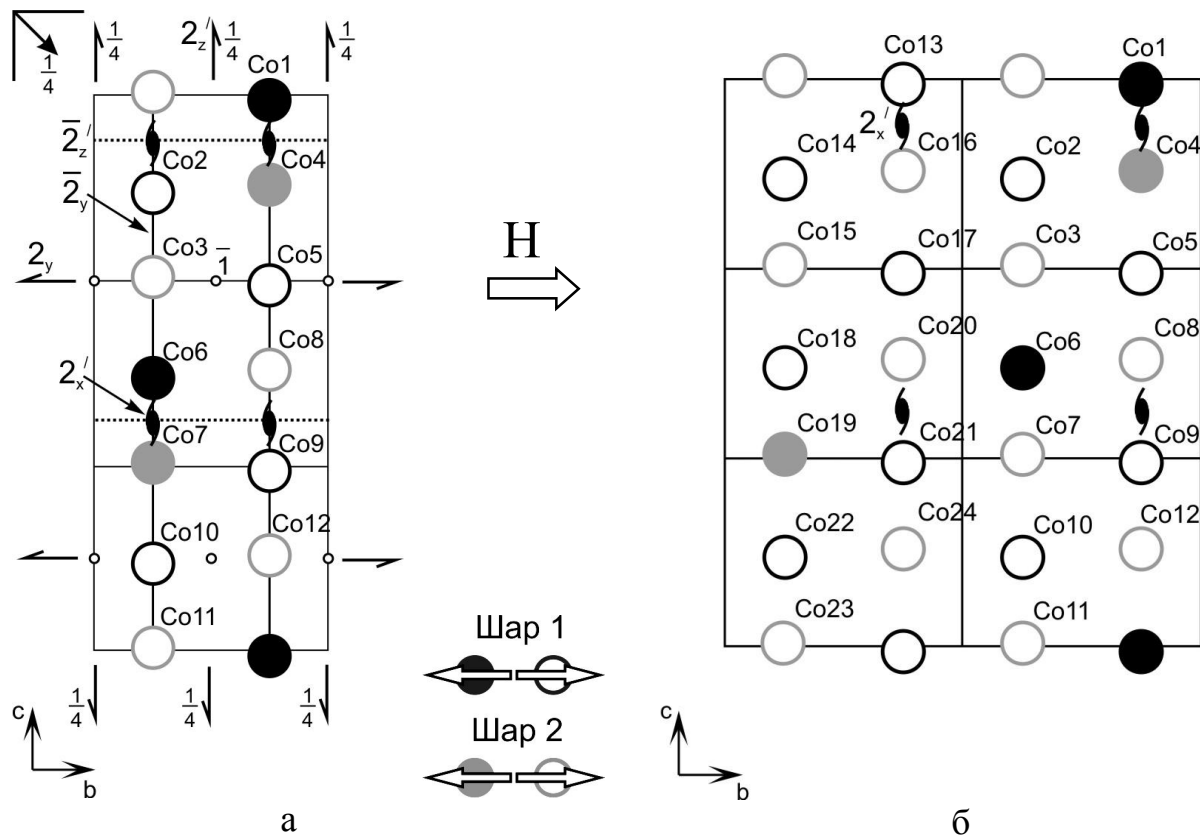 1/4
1/4
2z′
1/4
1/4
Co1
2̅z′
Co2
Co4
2̅y
Co3
1̅
Co5
2y
Co8
Co6
2x′
Co7
Co9
Co10
Co12
Co11
1/4
1/4
1/4
c
b
а
H
Шар 1
Шар 2
Co13
Co1
2x′
Co14
Co16
Co2
Co4
Co15
Co17
Co3
Co5
Co18
Co20
Co6
Co8
Co19
Co21
Co7
Co9
Co22
Co24
Co10
Co12
Co23
Co11
c
b
б